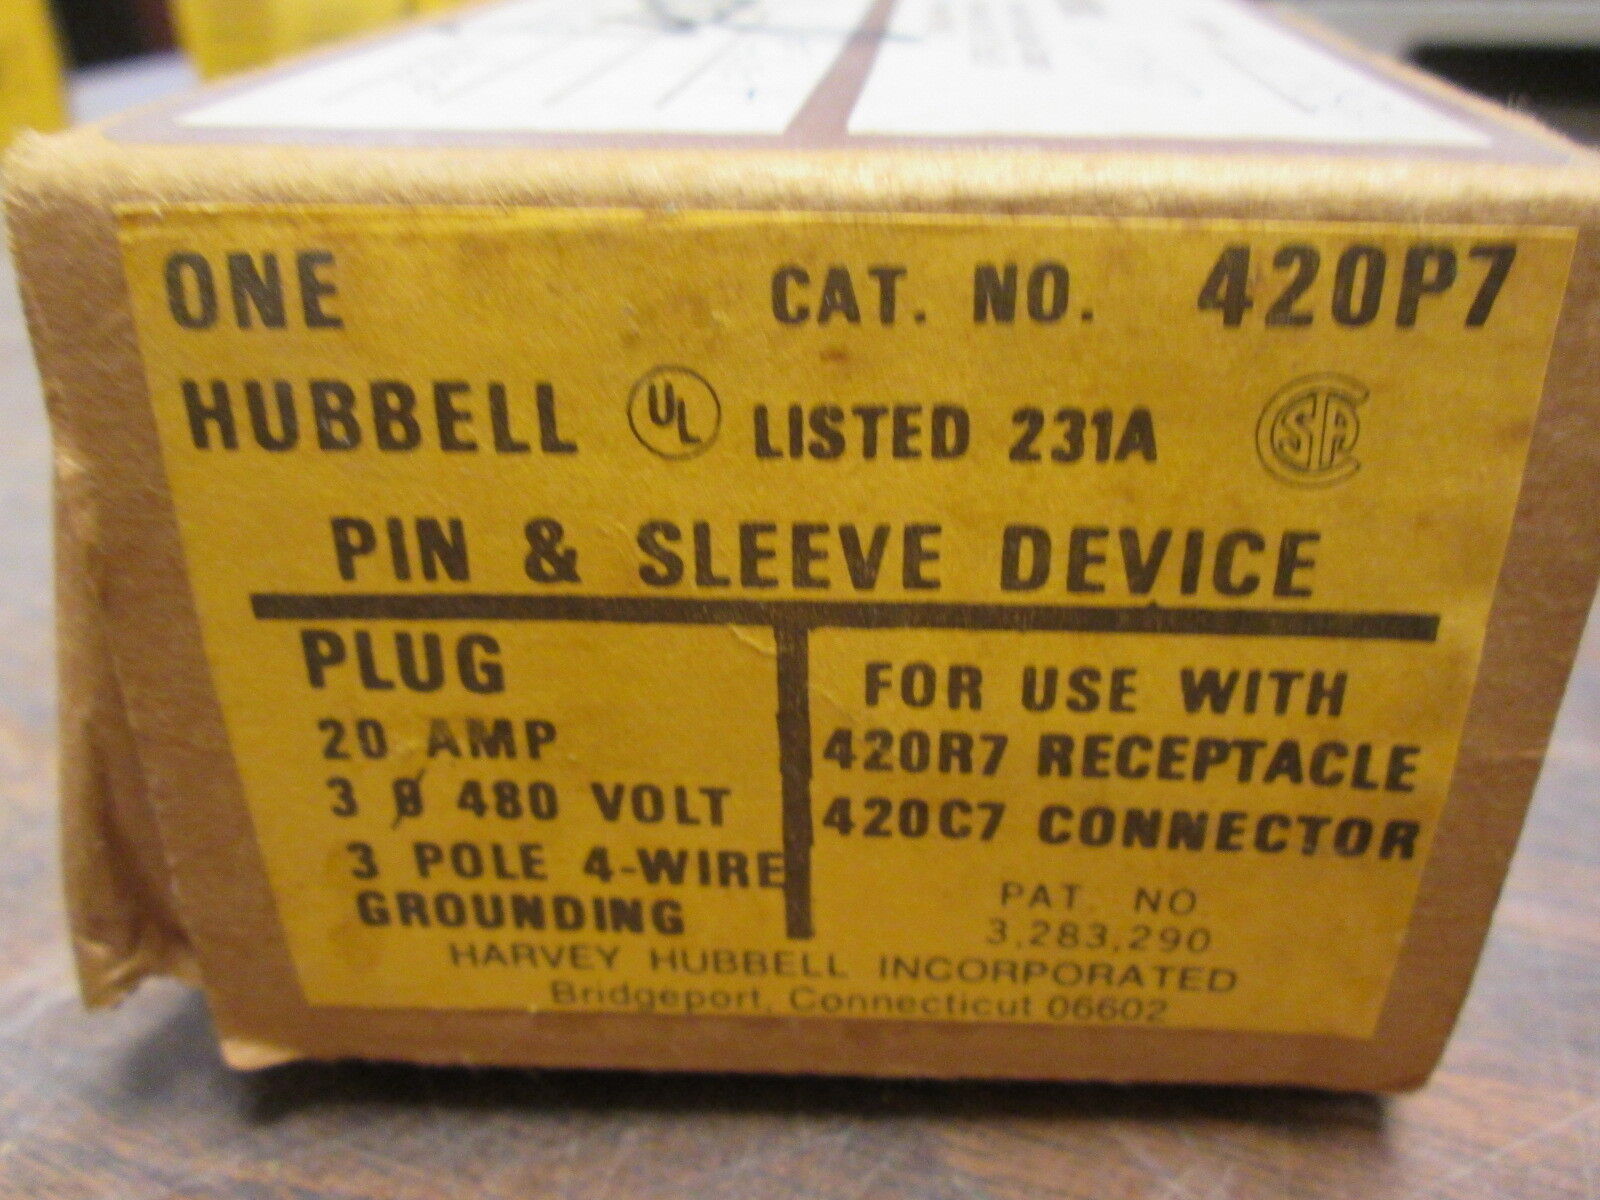 ONE CAT. NO. 420P7
HUBBELL UL LISTED 231A SA
PIN & SLEEVE DEVICE
PLUG
20 AMP
3 Ø 480 VOLT
3 POLE 4-WIRE
GROUNDING
FOR USE WITH
420R7 RECEPTACLE
420C7 CONNECTOR
PAT. NO.
3,283,290
HARVEY HUBBELL INCORPORATED
Bridgeport, Connecticut 06602